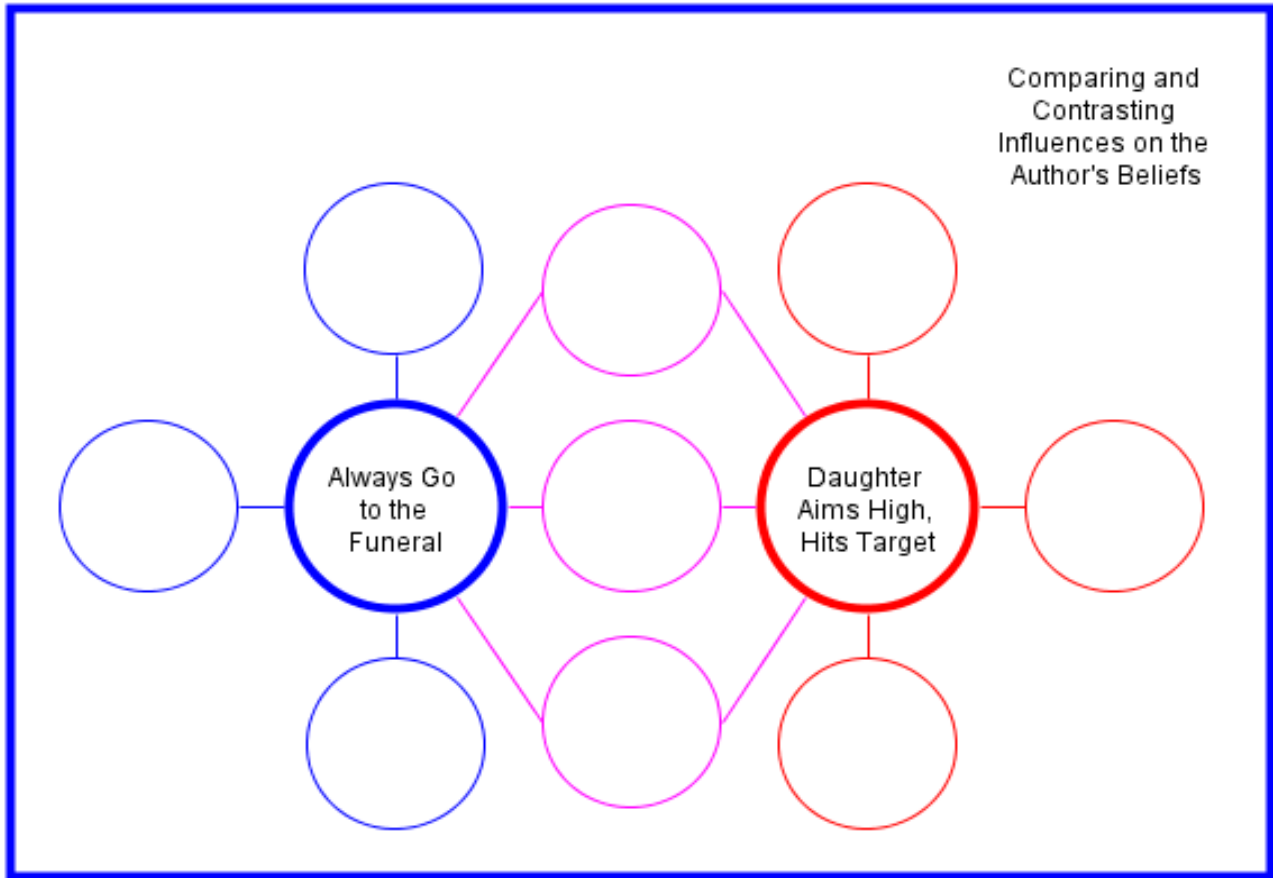 Comparing and
Contrasting
Influences on the
Author's Beliefs
Always Go
to the
Funeral
Daughter
Aims High,
Hits Target